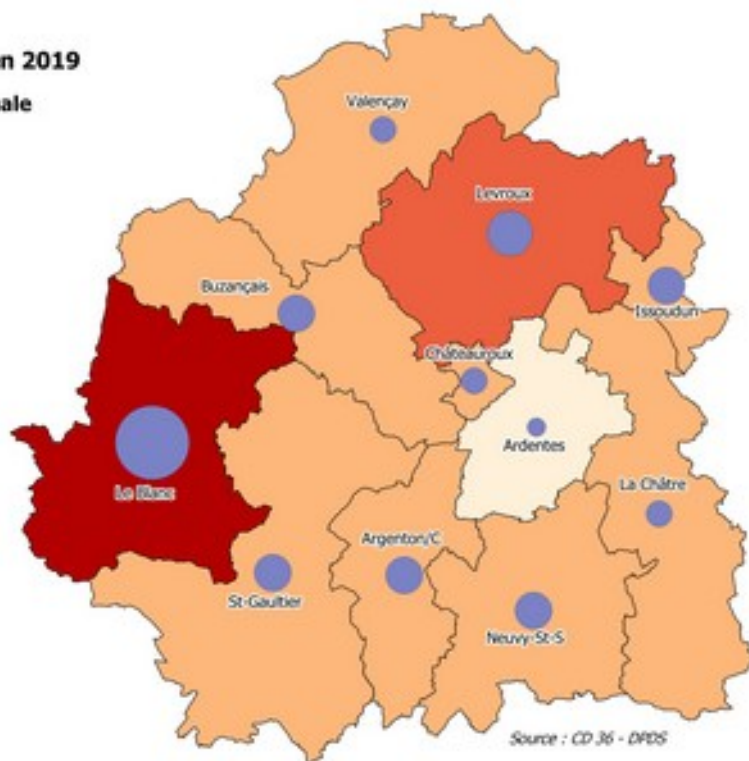 n 2019
ale
Valençay
Levroux
Buzançais
Issoudun
Châteauroux
Ardentes
Le Blanc
La Châtre
Argenton/C
St-Gaultier
Neuvy-St-S
Source : CD 36 - DPDS